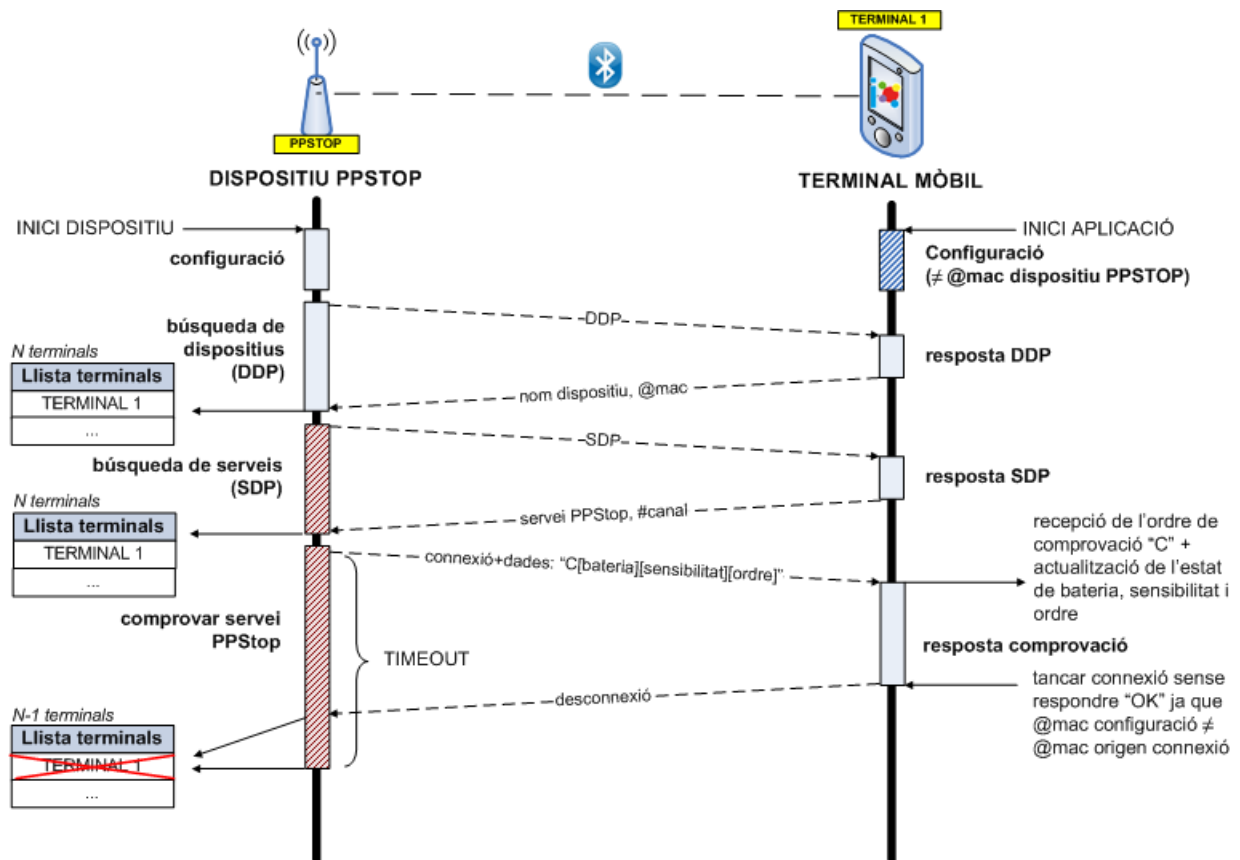 TERMINAL 1
PPSTOP
DISPOSITIU PPSTOP
TERMINAL MÒBIL
INICI DISPOSITIU
INICI APLICACIÓ
configuració
Configuració
(≠ @mac dispositiu PPSTOP)
DDP
búsqueda de
dispositius
(DDP)
resposta DDP
N terminals
Llista terminals
TERMINAL 1
...
nom dispositiu, @mac
SDP
búsqueda de serveis
(SDP)
resposta SDP
N terminals
Llista terminals
TERMINAL 1
...
servei PPStop, #canal
connexió+dades: “C[bateria][sensibilitat][ordre]”
recepció de l’ordre de
comprovació “C” +
actualització de l’estat
de bateria, sensibilitat i
ordre
comprovar servei
PPStop
TIMEOUT
resposta comprovació
desconnexió
tancar connexió sense
respondre “OK” ja que
@mac configuració ≠
@mac origen connexió
N-1 terminals
Llista terminals
TERMINAL 1
...